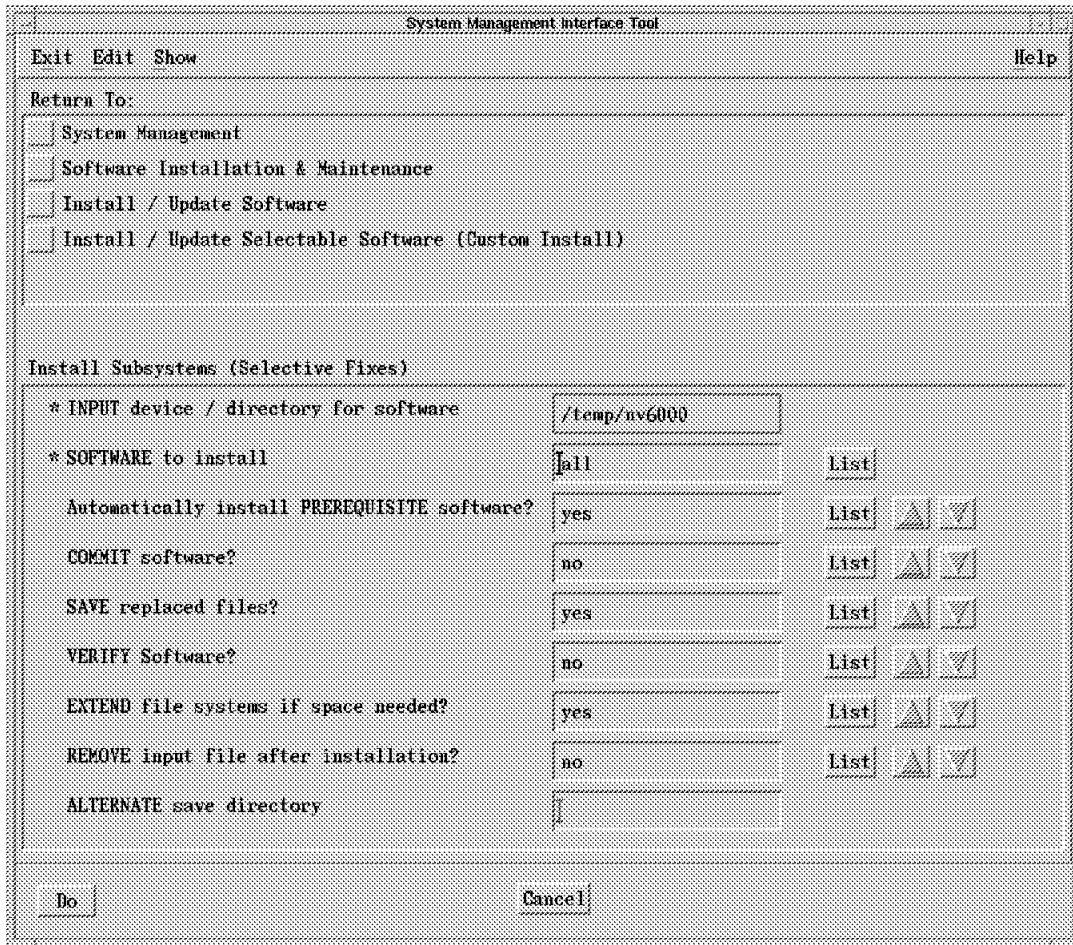 System Management Interface Tool
Exit Edit Show Help
Return To:
System Management
Software Installation & Maintenance
Install / Update Software
Install / Update Selectable Software (Custom Install)
Install Subsystems (Selective Fixes)
* INPUT device / directory for software /temp/nv6000
* SOFTWARE to install all List
Automatically install PREREQUISITE software? yes List
COMMIT software? no List
SAVE replaced files? yes List
VERIFY Software? no List
EXTEND file systems if space needed? yes List
REMOVE input file after installation? no List
ALTERNATE save directory
Do Cancel